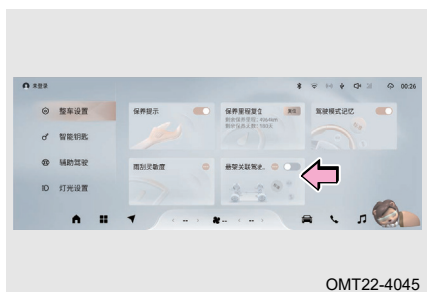 未登录
00:26
整车设置
智能钥匙
辅助驾驶
灯光设置
保养提示
保养里程复位
驾驶模式记忆
雨刮灵敏度
悬架关联驾驶..
OMT22-4045